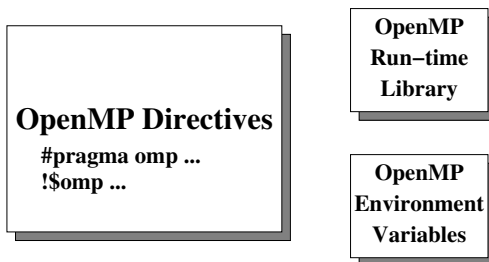 OpenMP Directives
#pragma omp ...
!$omp ...
OpenMP
Run−time
Library
OpenMP
Environment
Variables